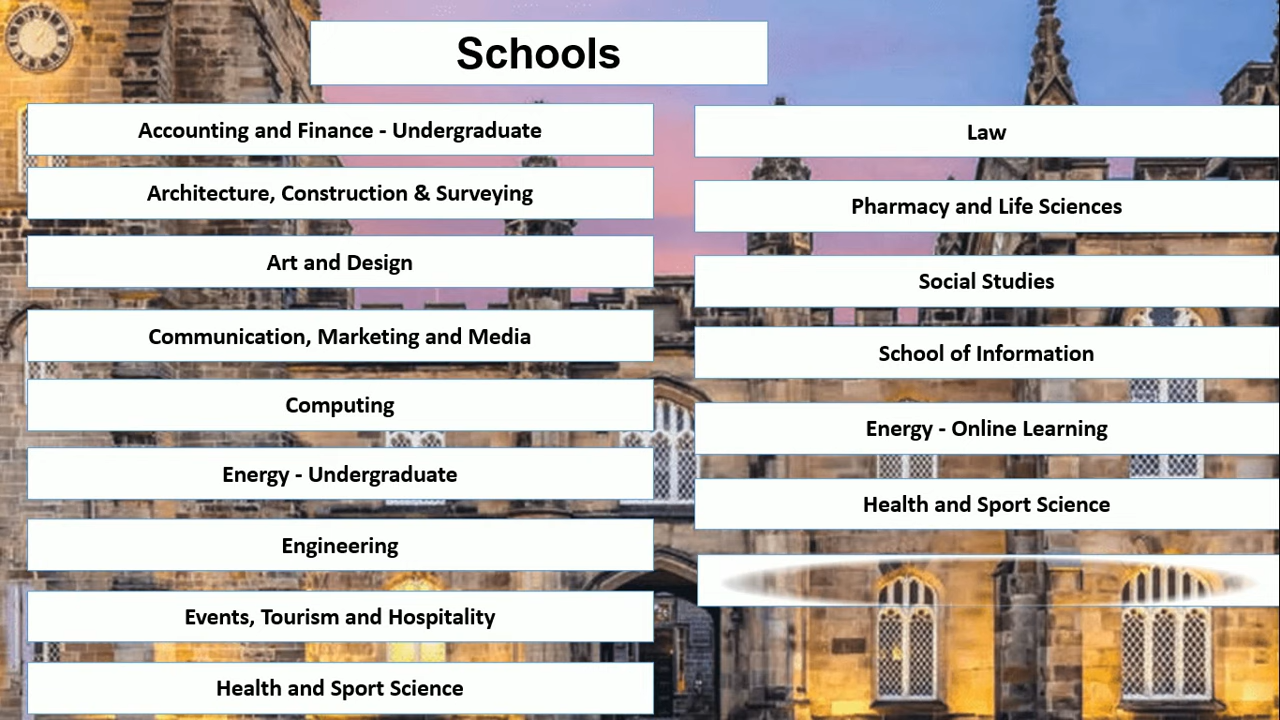 Schools
Accounting and Finance - Undergraduate
Architecture, Construction & Surveying
Art and Design
Communication, Marketing and Media
Computing
Energy - Undergraduate
Engineering
Events, Tourism and Hospitality
Health and Sport Science
Law
Pharmacy and Life Sciences
Social Studies
School of Information
Energy - Online Learning
Health and Sport Science